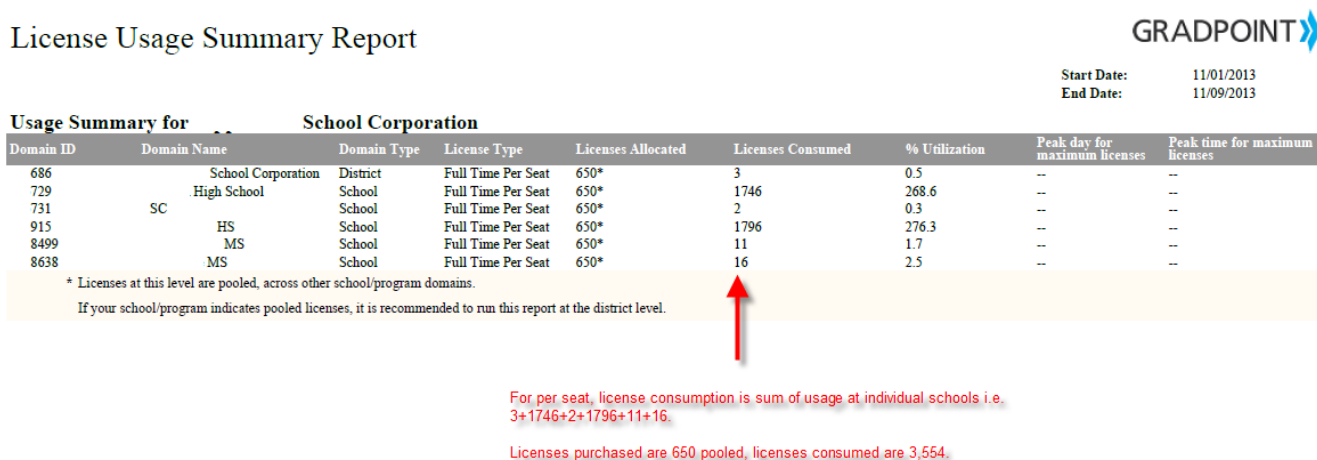 License Usage Summary Report
GRADPOINT
Start Date: 11/01/2013
End Date: 11/09/2013
Usage Summary for School Corporation
Domain ID Domain Name Domain Type License Type Licenses Allocated Licenses Consumed % Utilization Peak day for maximum licenses Peak time for maximum licenses
686 School Corporation District Full Time Per Seat 650* 3 0.5 -- --
729 High School School Full Time Per Seat 650* 1746 268.6 -- --
731 SC School Full Time Per Seat 650* 2 0.3 -- --
915 HS School Full Time Per Seat 650* 1796 276.3 -- --
8499 MS School Full Time Per Seat 650* 11 1.7 -- --
8638 MS School Full Time Per Seat 650* 16 2.5 -- --
* Licenses at this level are pooled, across other school/program domains.
If your school/program indicates pooled licenses, it is recommended to run this report at the district level.
For per seat, license consumption is sum of usage at individual schools i.e.
3+1746+2+1796+11+16.
Licenses purchased are 650 pooled, licenses consumed are 3,554.